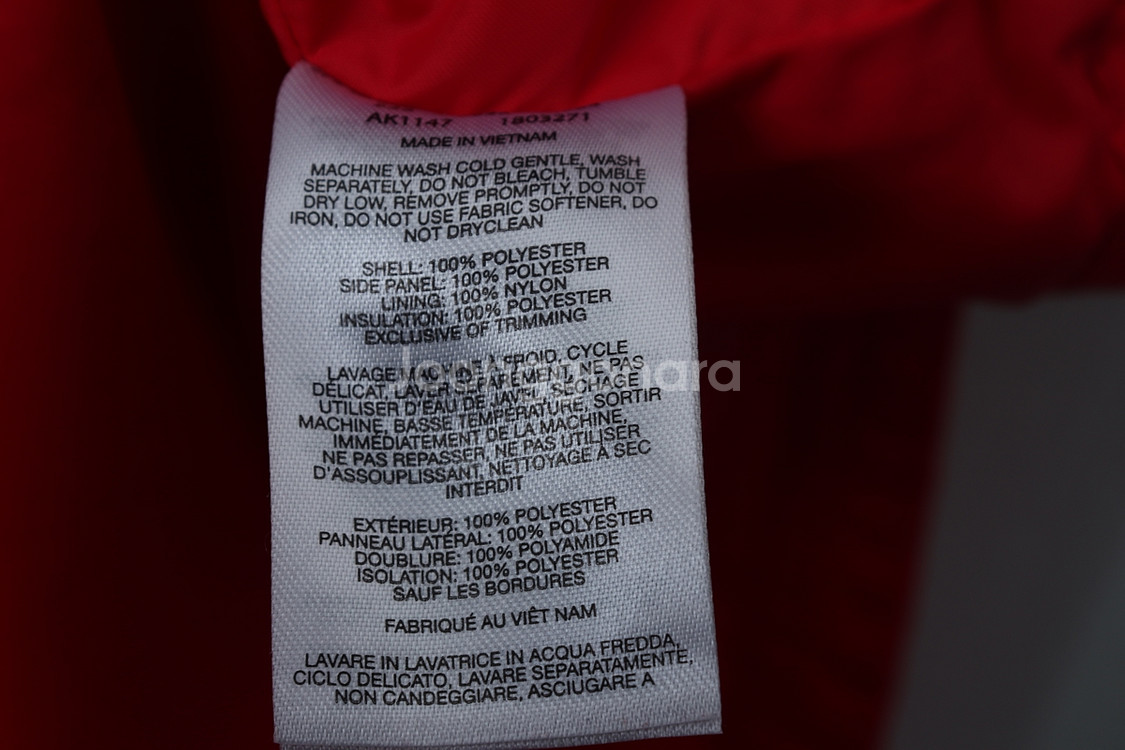 AK1147 1803271
MADE IN VIETNAM
MACHINE WASH COLD GENTLE, WASH
SEPARATELY, DO NOT BLEACH, TUMBLE
DRY LOW, REMOVE PROMPTLY, DO NOT
IRON, DO NOT USE FABRIC SOFTENER, DO
NOT DRYCLEAN
SHELL: 100% POLYESTER
SIDE PANEL: 100% POLYESTER
LINING: 100% NYLON
INSULATION: 100% POLYESTER
EXCLUSIVE OF TRIMMING
LAVAGE MACHINE À FROID, CYCLE
DÉLICAT, LAVER SÉPARÉMENT, NE PAS
UTILISER D'EAU DE JAVEL, SÉCHAGE
MACHINE, BASSE TEMPÉRATURE, SORTIR
IMMÉDIATEMENT DE LA MACHINE,
NE PAS REPASSER, NE PAS UTILISER
D'ASSOUPLISSANT, NETTOYAGE À SEC
INTERDIT
EXTÉRIEUR: 100% POLYESTER
PANNEAU LATÉRAL: 100% POLYESTER
DOUBLURE: 100% POLYAMIDE
ISOLATION: 100% POLYESTER
SAUF LES BORDURES
FABRIQUÉ AU VIÊT NAM
LAVARE IN LAVATRICE IN ACQUA FREDDA,
CICLO DELICATO, LAVARE SEPARATAMENTE,
NON CANDEGGIARE, ASCIUGARE A